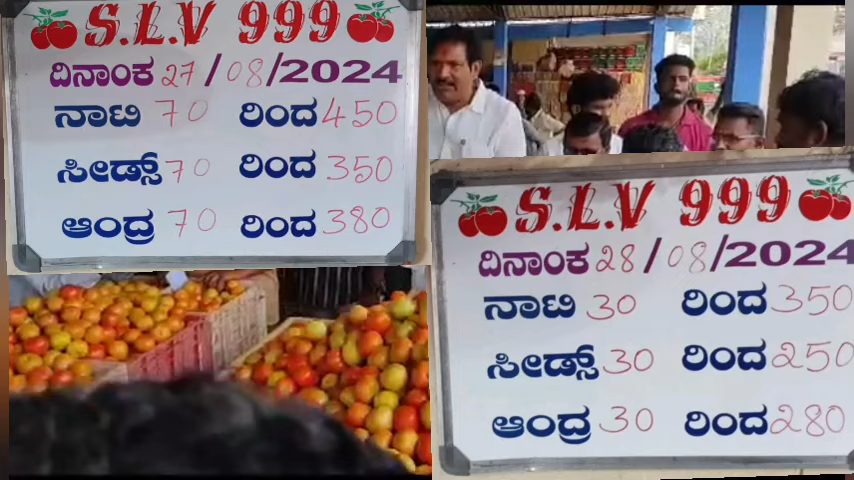 S.L.V 999
ದಿನಾಂಕ 27/08/2024
ನಾಟಿ 70 ರಿಂದ 450
ಸೀಡ್ಸ್ 70 ರಿಂದ 350
ಆಂದ್ರ 70 ರಿಂದ 380
S.L.V 999
ದಿನಾಂಕ 28/08/2024
ನಾಟಿ 30 ರಿಂದ 350
ಸೀಡ್ಸ್ 30 ರಿಂದ 250
ಆಂದ್ರ 30 ರಿಂದ 280